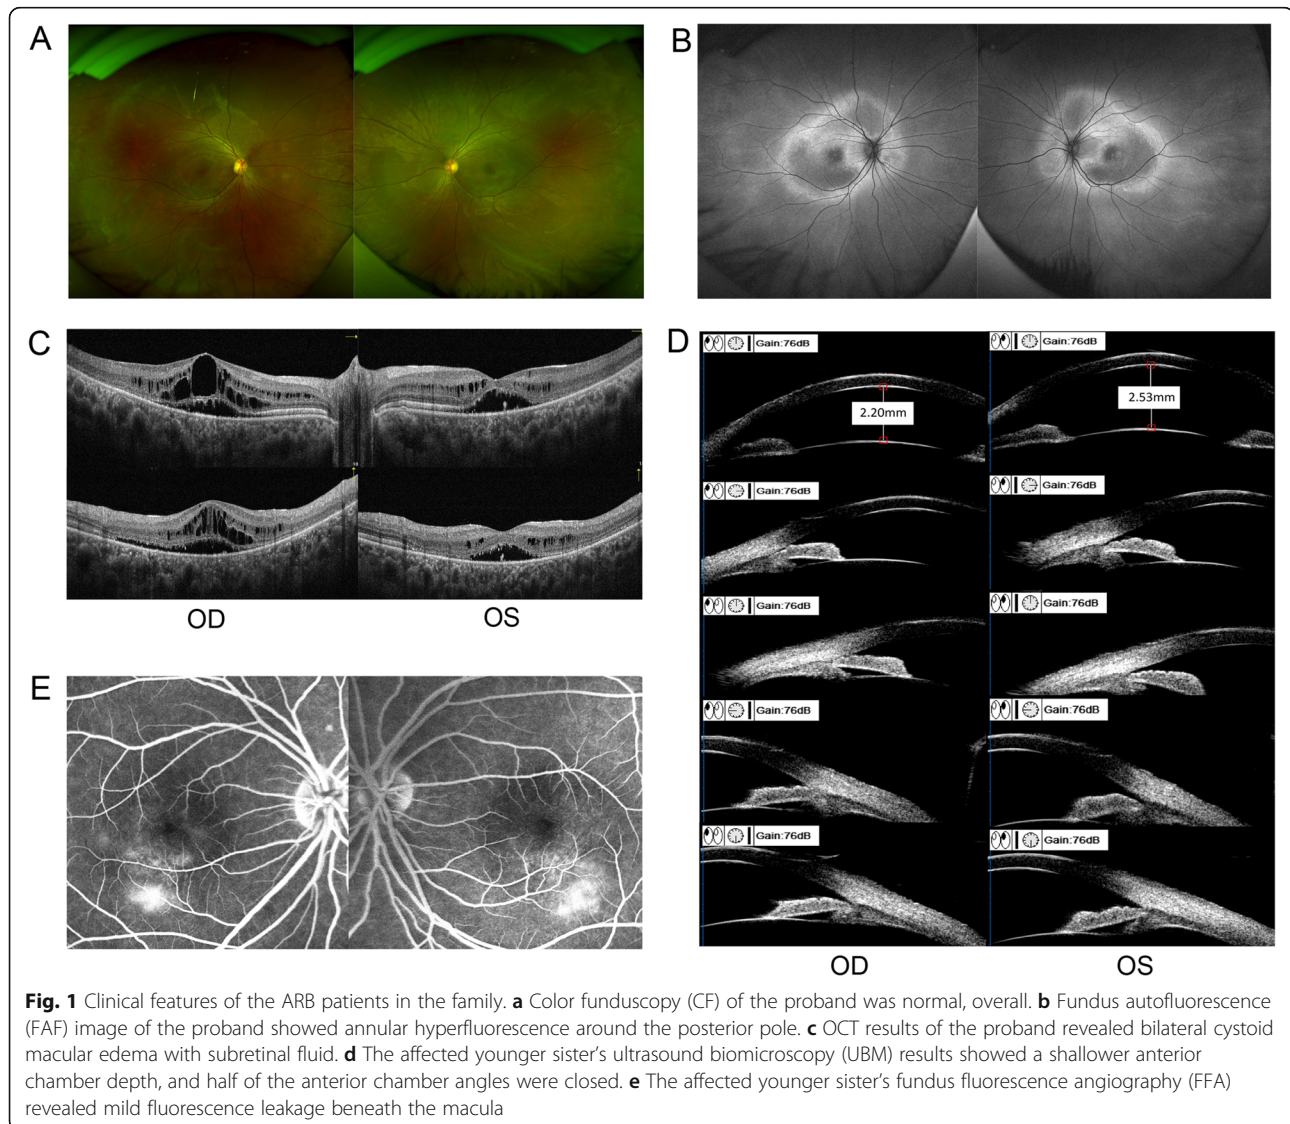 A
B
C
D
Gain:76dB
Gain:76dB
2.20mm
2.53mm
Gain:76dB
Gain:76dB
Gain:76dB
Gain:76dB
OD
OS
E
Gain:76dB
Gain:76dB
Gain:76dB
Gain:76dB
OD
OS
Fig. 1 Clinical features of the ARB patients in the family. a Color funduscopy (CF) of the proband was normal, overall. b Fundus autofluorescence
(FAF) image of the proband showed annular hyperfluorescence around the posterior pole. c OCT results of the proband revealed bilateral cystoid
macular edema with subretinal fluid. d The affected younger sister's ultrasound biomicroscopy (UBM) results showed a shallower anterior
chamber depth, and half of the anterior chamber angles were closed. e The affected younger sister's fundus fluorescence angiography (FFA)
revealed mild fluorescence leakage beneath the macula